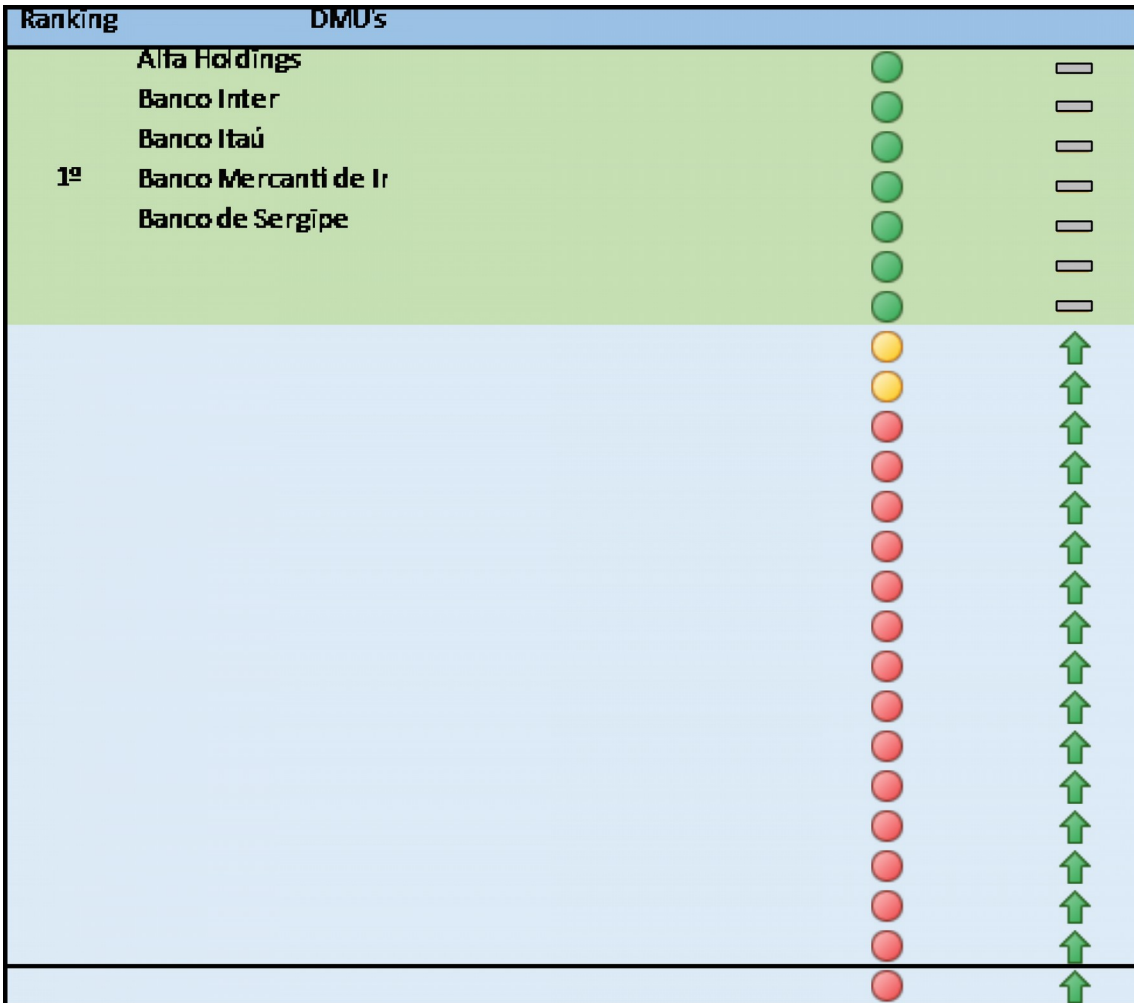 Ranking DMU's
Alfa Holdings
Banco Inter
Banco Itaú
1º Banco Mercanti de Ir
Banco de Sergipe